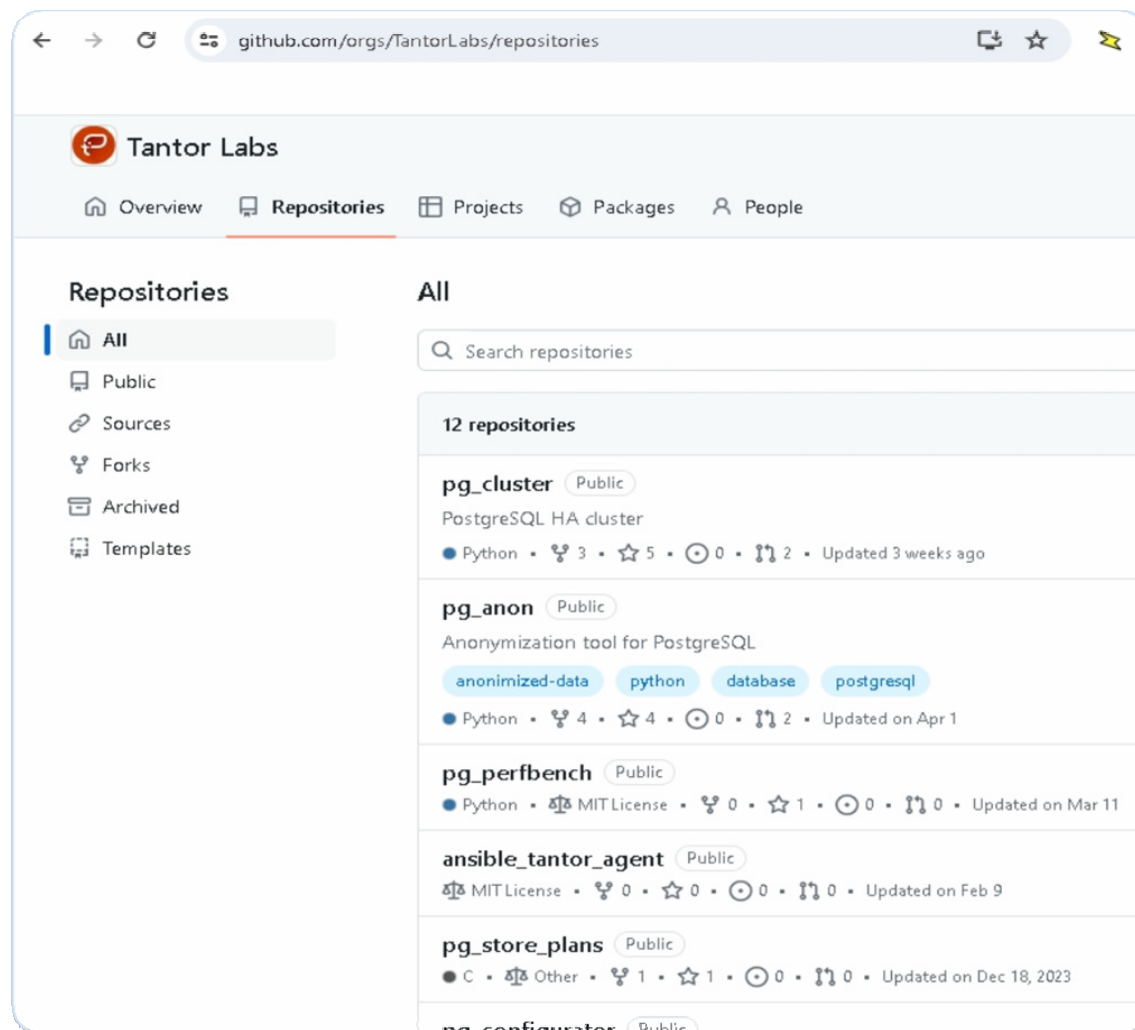 github.com/orgs/TantorLabs/repositories
Tantor Labs
Overview Repositories Projects Packages People
Repositories
All
Public
Sources
Forks
Archived
Templates
All
Search repositories
12 repositories
pg_cluster Public
PostgreSQL HA cluster
Python • 3 • 5 • 0 • 2 • Updated 3 weeks ago
pg_anon Public
Anonymization tool for PostgreSQL
anonimized-data python database postgresql
Python • 4 • 4 • 0 • 2 • Updated on Apr 1
pg_perfbench Public
Python • MIT License • 0 • 1 • 0 • 0 • Updated on Mar 11
ansible_tantor_agent Public
MIT License • 0 • 0 • 0 • 0 • Updated on Feb 9
pg_store_plans Public
C • Other • 1 • 1 • 0 • 0 • Updated on Dec 18, 2023
pg_configurator Public